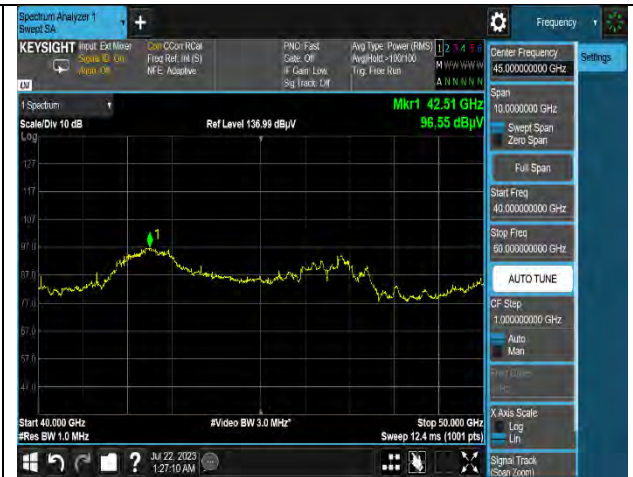 Spectrum Analyzer 1
Swept SA
+
Frequency
KEYSIGHT
Input: Ext Mixer
Signal ID: On
Corr CCorr RCal
Freq Ref: Int (S)
NFE: Adaptive
PNO: Fast
Gate: Off
IF Gain: Low
Sig Track: Off
Avg Type: Power (RMS)
Avg|Hold:>100/100
Trig: Free Run
1 2 3 4 5 6
M W W W W W
A N N N N N
1 Spectrum
Scale/Div 10 dB
Log
Ref Level 136.99 dBµV
Mkr1 42.51 GHz
96.55 dBµV
127
117
107
97.0
87.0
77.0
67.0
57.0
47.0
1
Start 40.000 GHz
#Res BW 1.0 MHz
#Video BW 3.0 MHz*
Stop 50.000 GHz
Sweep 12.4 ms (1001 pts)
?
Jul 22, 2023
1:27:10 AM
Center Frequency
45.000000000 GHz
Settings
Span
10.0000000 GHz
Swept Span
Zero Span
Full Span
Start Freq
40.000000000 GHz
Stop Freq
50.000000000 GHz
AUTO TUNE
CF Step
1.000000000 GHz
Auto
Man
Freq Offset
X Axis Scale
Log
Lin
Signal Track
(Span Zoom)